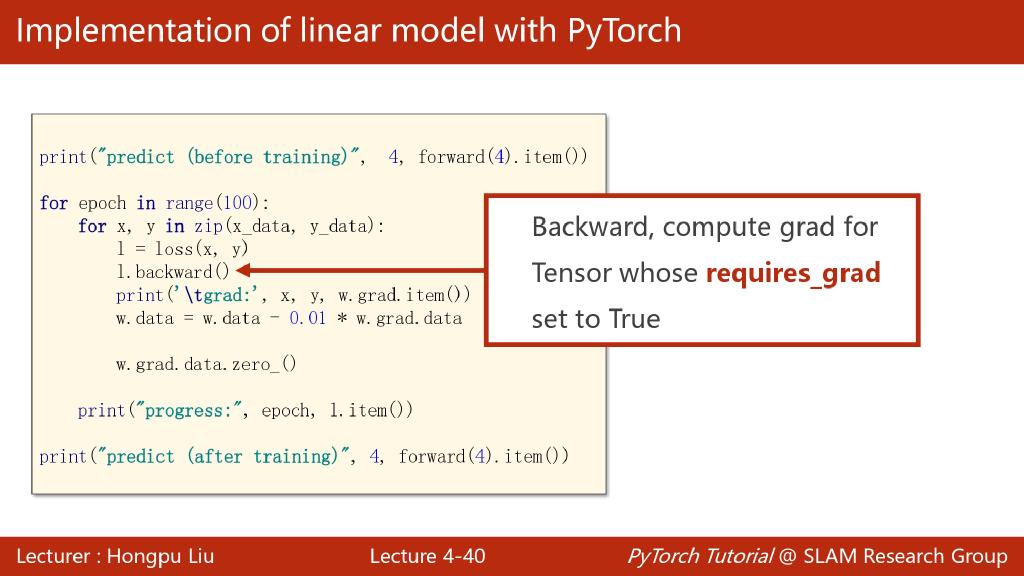 Implementation of linear model with PyTorch
print("predict (before training)",  4, forward(4).item())
for epoch in range(100):
    for x, y in zip(x_data, y_data):
        l = loss(x, y)
        l.backward()
        print('\tgrad:', x, y, w.grad.item())
        w.data = w.data - 0.01 * w.grad.data
        w.grad.data.zero_()
    print("progress:", epoch, l.item())
print("predict (after training)", 4, forward(4).item())
Backward, compute grad for
Tensor whose requires_grad
set to True
Lecturer : Hongpu Liu
Lecture 4-40
PyTorch Tutorial @ SLAM Research Group